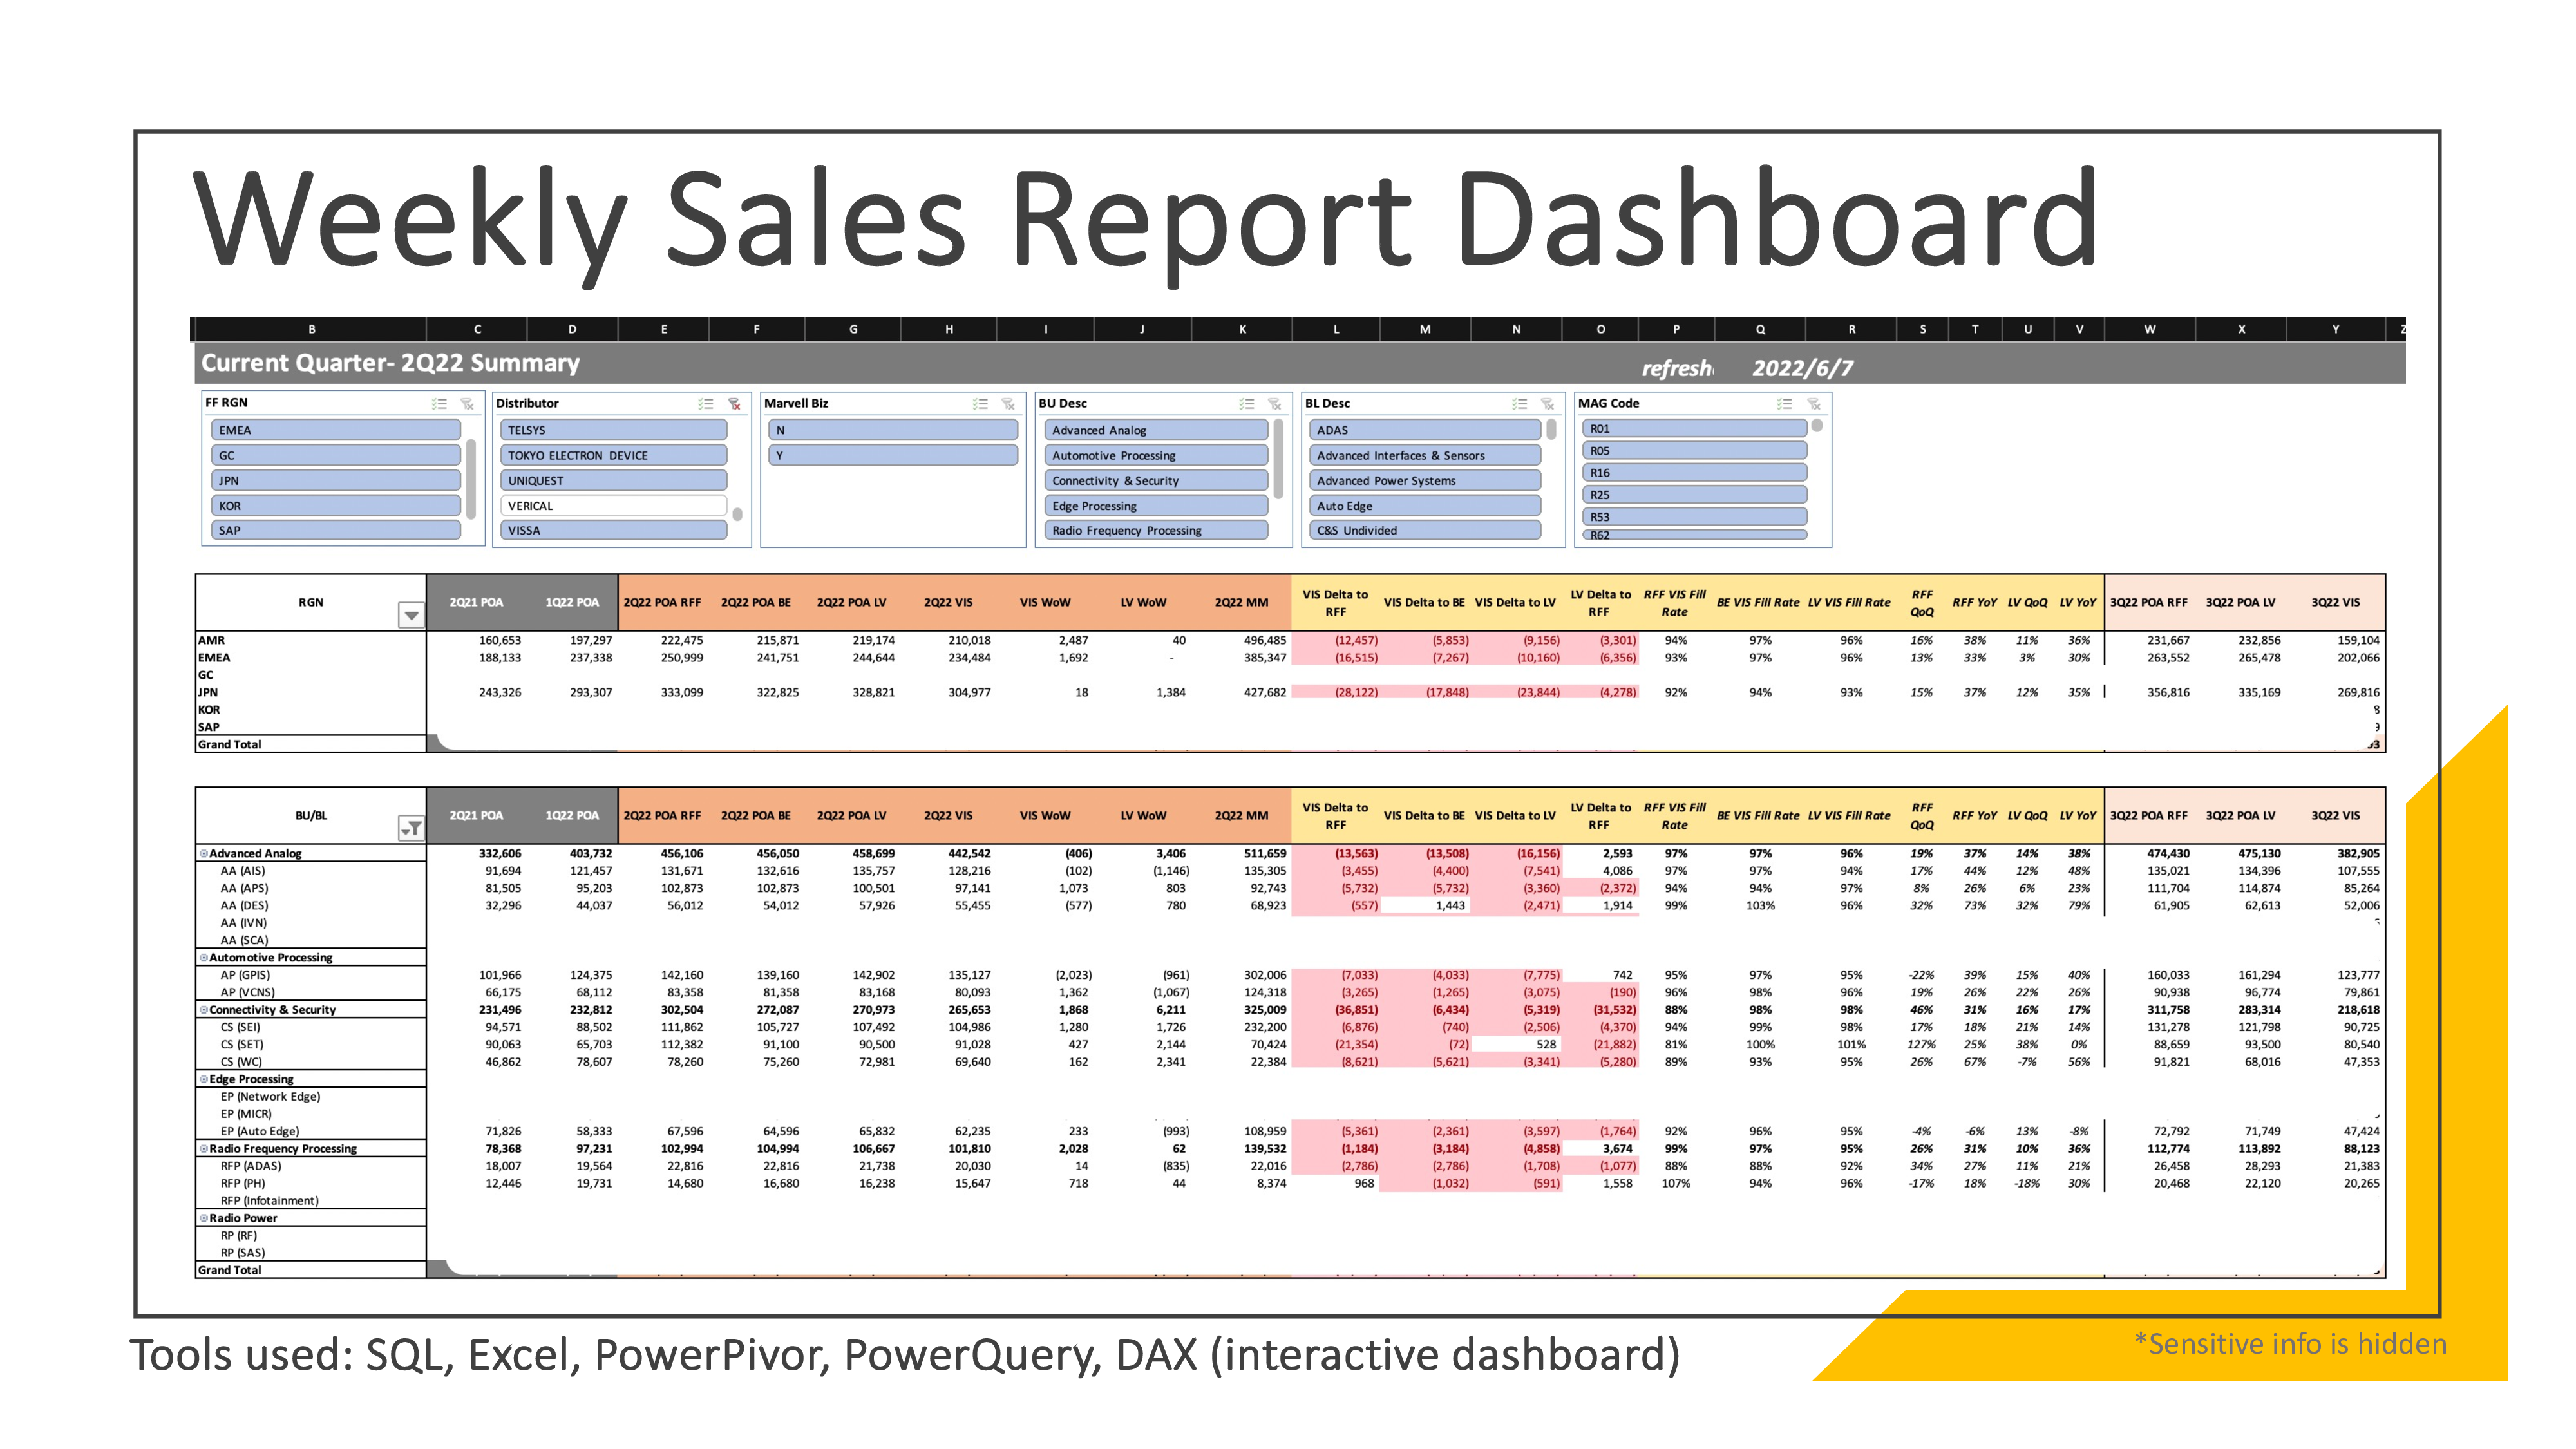 Weekly Sales Report Dashboard
B C D E F G H I J K L M N O P Q R S T U V W X Y Z
Current Quarter- 2Q22 Summary refresh 2022/6/7
FF RGN Distributor Marvell Biz BU Desc BL Desc MAG Code
EMEA TELSYS N Advanced Analog ADAS R01
GC TOKYO ELECTRON DEVICE Y Automotive Processing Advanced Interfaces & Sensors R05
JPN UNIQUEST Connectivity & Security Advanced Power Systems R16
KOR VERICAL Edge Processing Auto Edge R25
SAP VISSA Radio Frequency Processing C&S Undivided R53
R62
RGN 2Q21 POA 1Q22 POA 2Q22 POA RFF 2Q22 POA BE 2Q22 POA LV 2Q22 VIS VIS WoW LV WoW 2Q22 MM VIS Delta to RFF VIS Delta to BE VIS Delta to LV LV Delta to RFF RFF VIS Fill Rate BE VIS Fill Rate LV VIS Fill Rate RFF QoQ RFF YoY LV QoQ LV YoY 3Q22 POA RFF 3Q22 POA LV 3Q22 VIS
AMR 160,653 197,297 222,475 215,871 219,174 210,018 2,487 40 496,485 (12,457) (5,853) (9,156) (3,301) 94% 97% 96% 16% 38% 11% 36% 231,667 232,856 159,104
EMEA 188,133 237,338 250,999 241,751 244,644 234,484 1,692 - 385,347 (16,515) (7,267) (10,160) (6,356) 93% 97% 96% 13% 33% 3% 30% 263,552 265,478 202,066
GC
JPN 243,326 293,307 333,099 322,825 328,821 304,977 18 1,384 427,682 (28,122) (17,848) (23,844) (4,278) 92% 94% 93% 15% 37% 12% 35% 356,816 335,169 269,816
KOR
SAP
Grand Total
BU/BL 2Q21 POA 1Q22 POA 2Q22 POA RFF 2Q22 POA BE 2Q22 POA LV 2Q22 VIS VIS WoW LV WoW 2Q22 MM VIS Delta to RFF VIS Delta to BE VIS Delta to LV LV Delta to RFF RFF VIS Fill Rate BE VIS Fill Rate LV VIS Fill Rate RFF QoQ RFF YoY LV QoQ LV YoY 3Q22 POA RFF 3Q22 POA LV 3Q22 VIS
Advanced Analog 332,606 403,732 456,106 456,050 458,699 442,542 (406) 3,406 511,659 (13,563) (13,508) (16,156) 2,593 97% 97% 96% 19% 37% 14% 38% 474,430 475,130 382,905
AA (AIS) 91,694 121,457 131,671 132,616 135,757 128,216 (102) (1,146) 135,305 (3,455) (4,400) (7,541) 4,086 97% 97% 94% 17% 44% 12% 48% 135,021 134,396 107,555
AA (APS) 81,505 95,203 102,873 102,873 100,501 97,141 1,073 803 92,743 (5,732) (5,732) (3,360) (2,372) 94% 94% 97% 8% 26% 6% 23% 111,704 114,874 85,264
AA (DES) 32,296 44,037 56,012 54,012 57,926 55,455 (577) 780 68,923 (557) 1,443 (2,471) 1,914 99% 103% 96% 32% 73% 32% 79% 61,905 62,613 52,006
AA (IVN)
AA (SCA)
Automotive Processing
AP (GPIS) 101,966 124,375 142,160 139,160 142,902 135,127 (2,023) (961) 302,006 (7,033) (4,033) (7,775) 742 95% 97% 95% -22% 39% 15% 40% 160,033 161,294 123,777
AP (VCNS) 66,175 68,112 83,358 81,358 83,168 80,093 1,362 (1,067) 124,318 (3,265) (1,265) (3,075) (190) 96% 98% 96% 19% 26% 22% 26% 90,938 96,774 79,861
Connectivity & Security 231,496 232,812 302,504 272,087 270,973 265,653 1,868 6,211 325,009 (36,851) (6,434) (5,319) (31,532) 88% 98% 98% 46% 31% 16% 17% 311,758 283,314 218,618
CS (SEI) 94,571 88,502 111,862 105,727 107,492 104,986 1,280 1,726 232,200 (6,876) (740) (2,506) (4,370) 94% 99% 98% 17% 18% 21% 14% 131,278 121,798 90,725
CS (SET) 90,063 65,703 112,382 91,100 90,500 91,028 427 2,144 70,424 (21,354) (72) 528 (21,882) 81% 100% 101% 127% 25% 38% 0% 88,659 93,500 80,540
CS (WC) 46,862 78,607 78,260 75,260 72,981 69,640 162 2,341 22,384 (8,621) (5,621) (3,341) (5,280) 89% 93% 95% 26% 67% -7% 56% 91,821 68,016 47,353
Edge Processing
EP (Network Edge)
EP (MICR)
EP (Auto Edge) 71,826 58,333 67,596 64,596 65,832 62,235 233 (993) 108,959 (5,361) (2,361) (3,597) (1,764) 92% 96% 95% -4% -6% 13% -8% 72,792 71,749 47,424
Radio Frequency Processing 78,368 97,231 102,994 104,994 106,667 101,810 2,028 62 139,532 (1,184) (3,184) (4,858) 3,674 99% 97% 95% 26% 31% 10% 36% 112,774 113,892 88,123
RFP (ADAS) 18,007 19,564 22,816 22,816 21,738 20,030 14 (835) 22,016 (2,786) (2,786) (1,708) (1,077) 88% 88% 92% 34% 27% 11% 21% 26,458 28,293 21,383
RFP (PH) 12,446 19,731 14,680 16,680 16,238 15,647 718 44 8,374 968 (1,032) (591) 1,558 107% 94% 96% -17% 18% -18% 30% 20,468 22,120 20,265
RFP (Infotainment)
Radio Power
RP (RF)
RP (SAS)
Grand Total
Tools used: SQL, Excel, PowerPivor, PowerQuery, DAX (interactive dashboard)
*Sensitive info is hidden